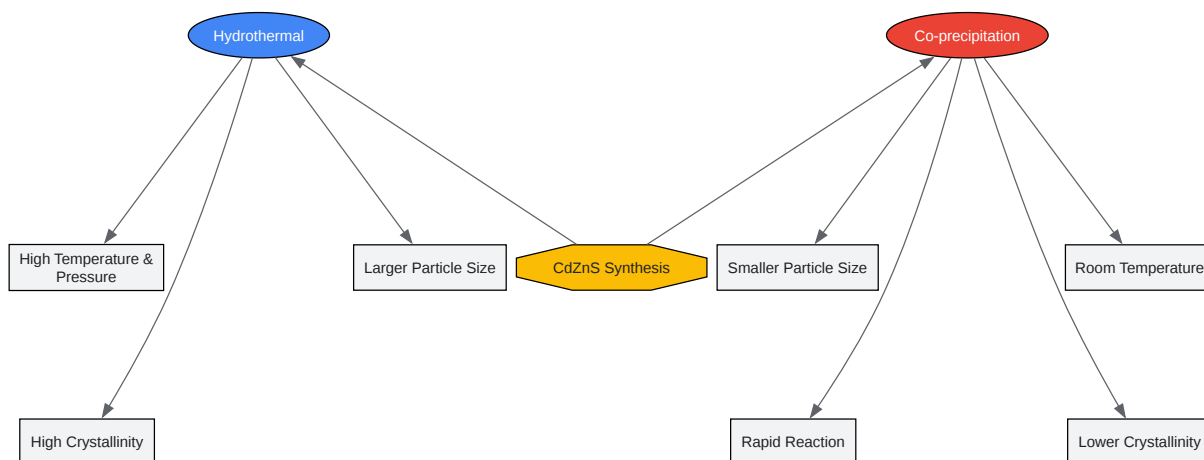 Hydrothermal
Co-precipitation
High Temperature &
Pressure
Larger Particle Size
CdZnS Synthesis
Smaller Particle Size
Room Temperature
High Crystallinity
Rapid Reaction
Lower Crystallinity